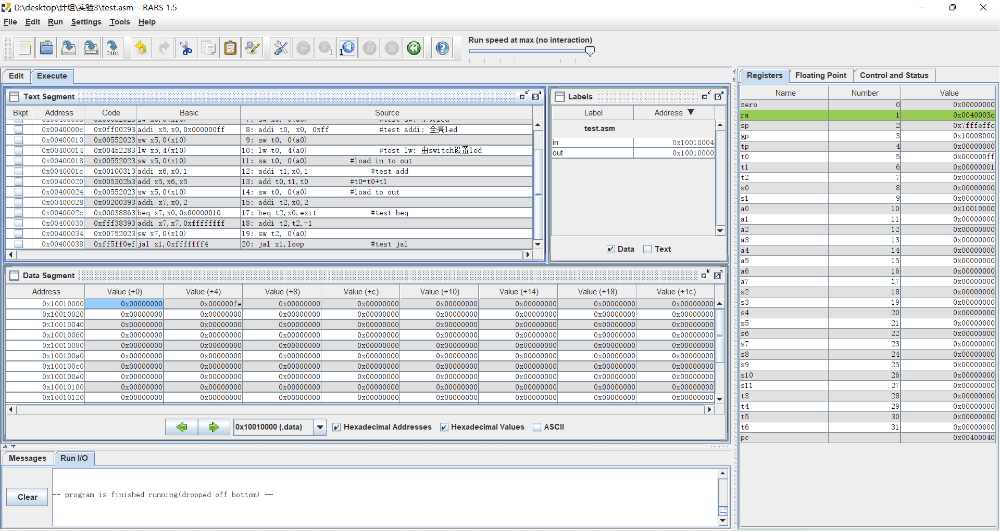 D:\desktop\计组\实验3\test.asm - RARS 1.5
File Edit Run Settings Tools Help
Run speed at max (no interaction)
Edit Execute
Text Segment
Bkpt Address Code Basic Source
0x0040000c 0x0ff00293 addi x5,x0,0x000000ff 8: addi t0, x0, 0xff #test addi: 全亮led
0x00400010 0x00552023 sw x5,0(x10) 9: sw t0, 0(a0)
0x00400014 0x00452283 lw x5,4(x10) 10: lw t0, 4(a0) #test lw: 由switch设置led
0x00400018 0x00552023 sw x5,0(x10) 11: sw t0, 0(a0) #load in to out
0x0040001c 0x00100313 addi x6,x0,1 12: addi t1,x0,1 #test add
0x00400020 0x005302b3 add x5,x6,x5 13: add t0,t1,t0 #t0=t0+t1
0x00400024 0x00552023 sw x5,0(x10) 14: sw t0, 0(a0) #load to out
0x00400028 0x00200393 addi x7,x0,2 15: addi t2,x0,2
0x0040002c 0x00038863 beq x7,x0,0x00000010 17: beq t2,x0,exit #test beq
0x00400030 0xfff38393 addi x7,x7,0xffffffff 18: addi t2,t2,-1
0x00400034 0x00752023 sw x7,0(x10) 19: sw t2, 0(a0)
0x00400038 0xff5ff0ef jal x1,0xfffffff4 20: jal x1,loop #test jal
Labels
Label Address ▼
test.asm
in 0x10010004
out 0x10010000
Data Text
Data Segment
Address Value (+0) Value (+4) Value (+8) Value (+c) Value (+10) Value (+14) Value (+18) Value (+1c)
0x10010000 0x00000000 0x000000fe 0x00000000 0x00000000 0x00000000 0x00000000 0x00000000 0x00000000
0x10010020 0x00000000 0x00000000 0x00000000 0x00000000 0x00000000 0x00000000 0x00000000 0x00000000
0x10010040 0x00000000 0x00000000 0x00000000 0x00000000 0x00000000 0x00000000 0x00000000 0x00000000
0x10010060 0x00000000 0x00000000 0x00000000 0x00000000 0x00000000 0x00000000 0x00000000 0x00000000
0x10010080 0x00000000 0x00000000 0x00000000 0x00000000 0x00000000 0x00000000 0x00000000 0x00000000
0x100100a0 0x00000000 0x00000000 0x00000000 0x00000000 0x00000000 0x00000000 0x00000000 0x00000000
0x100100c0 0x00000000 0x00000000 0x00000000 0x00000000 0x00000000 0x00000000 0x00000000 0x00000000
0x100100e0 0x00000000 0x00000000 0x00000000 0x00000000 0x00000000 0x00000000 0x00000000 0x00000000
0x10010100 0x00000000 0x00000000 0x00000000 0x00000000 0x00000000 0x00000000 0x00000000 0x00000000
0x10010120 0x00000000 0x00000000 0x00000000 0x00000000 0x00000000 0x00000000 0x00000000 0x00000000
0x10010000 (.data) Hexadecimal Addresses Hexadecimal Values ASCII
Messages Run I/O
Clear
-- program is finished running(dropped off bottom) --
Registers Floating Point Control and Status
Name Number Value
zero 0 0x00000000
ra 1 0x0040003c
sp 2 0x7fffeffc
gp 3 0x10008000
tp 4 0x00000000
t0 5 0x000000ff
t1 6 0x00000001
t2 7 0x00000000
s0 8 0x00000000
s1 9 0x00000000
a0 10 0x10010000
a1 11 0x00000000
a2 12 0x00000000
a3 13 0x00000000
a4 14 0x00000000
a5 15 0x00000000
a6 16 0x00000000
a7 17 0x00000000
s2 18 0x00000000
s3 19 0x00000000
s4 20 0x00000000
s5 21 0x00000000
s6 22 0x00000000
s7 23 0x00000000
s8 24 0x00000000
s9 25 0x00000000
s10 26 0x00000000
s11 27 0x00000000
t3 28 0x00000000
t4 29 0x00000000
t5 30 0x00000000
t6 31 0x00000000
pc 0x00400040